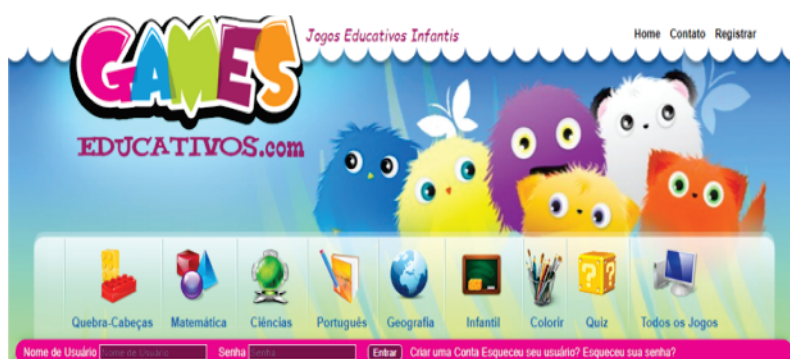 GAMES
EDUCATIVOS.com
Jogos Educativos Infantis
Home Contato Registrar
Quebra-Cabeças Matemática Ciências Português Geografia Infantil Colorir Quiz Todos os Jogos
Nome de Usuário Nome de Usuário Senha Senha Entrar Criar uma Conta Esqueceu seu usuário? Esqueceu sua senha?